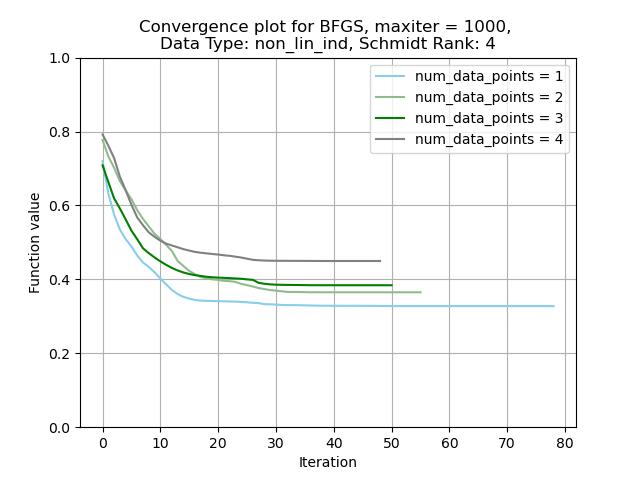 Convergence plot for BFGS, maxiter = 1000,
Data Type: non_lin_ind, Schmidt Rank: 4
num_data_points = 1
num_data_points = 2
num_data_points = 3
num_data_points = 4
Function value
1.0
0.8
0.6
0.4
0.2
0.0
0 10 20 30 40 50 60 70 80
Iteration